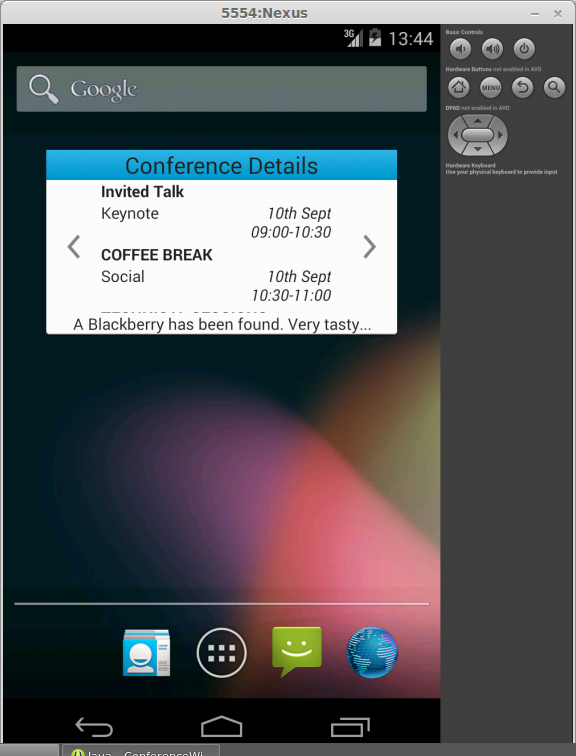 5554:Nexus
3G
13:44
Google
Conference Details
Invited Talk
Keynote 10th Sept
09:00-10:30
COFFEE BREAK
Social 10th Sept
10:30-11:00
A Blackberry has been found. Very tasty...
Basic Controls
Hardware Buttons not enabled in AVD
MENU
DPAD not enabled in AVD
Hardware Keyboard
Use your physical keyboard to provide input
Java - ConferenceWi